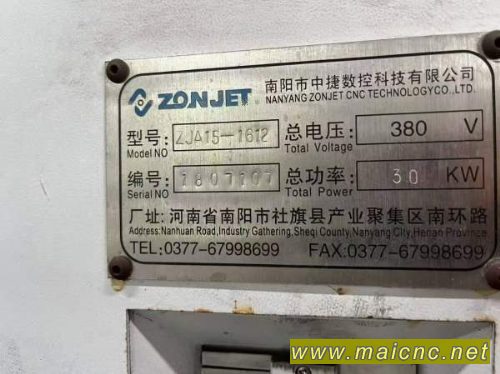 ZONJET 南阳市中捷数控科技有限公司
NANYANG ZONJET CNC TECHNOLOGYCO.,LTD.
型号: ZJA15-1612 总电压: 380 V
Model NO Total Voltage
编号: 1807107 总功率: 30 KW
Serial NO Total Power
厂址: 河南省南阳市社旗县产业聚集区南环路
Address: Nanhuan Road,Industry Gathering,Sheqi County,Nanyang City,Henan Province
TEL:0377-67998699 FAX:0377-67998699
www.maicnc.net